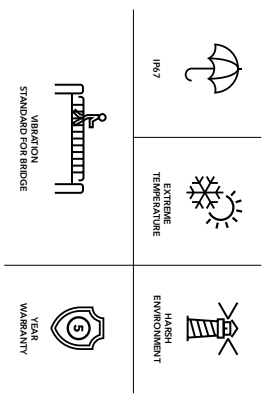 IP67
EXTREME
TEMPERATURE
HARSH
ENVIRONMENT
VIBRATION
STANDARD FOR BRIDGE
5
YEAR
WARRANTY